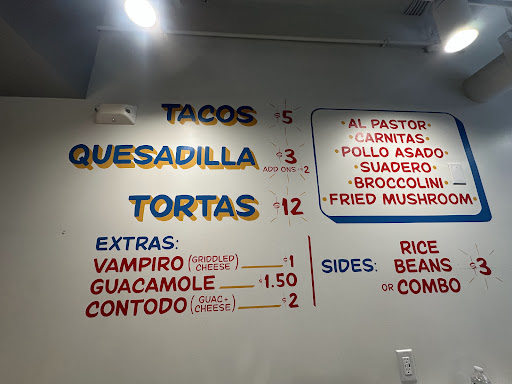 TACOS $5
QUESADILLA $3
ADD ONS $2
TORTAS $12
AL PASTOR
CARNITAS
POLLO ASADO
SUADERO
BROCCOLINI
FRIED MUSHROOM
EXTRAS:
VAMPIRO (GRIDDLED CHEESE) $1
GUACAMOLE $1.50
CONTODO (GUAC + CHEESE) $2
SIDES: RICE
BEANS
OR COMBO $3